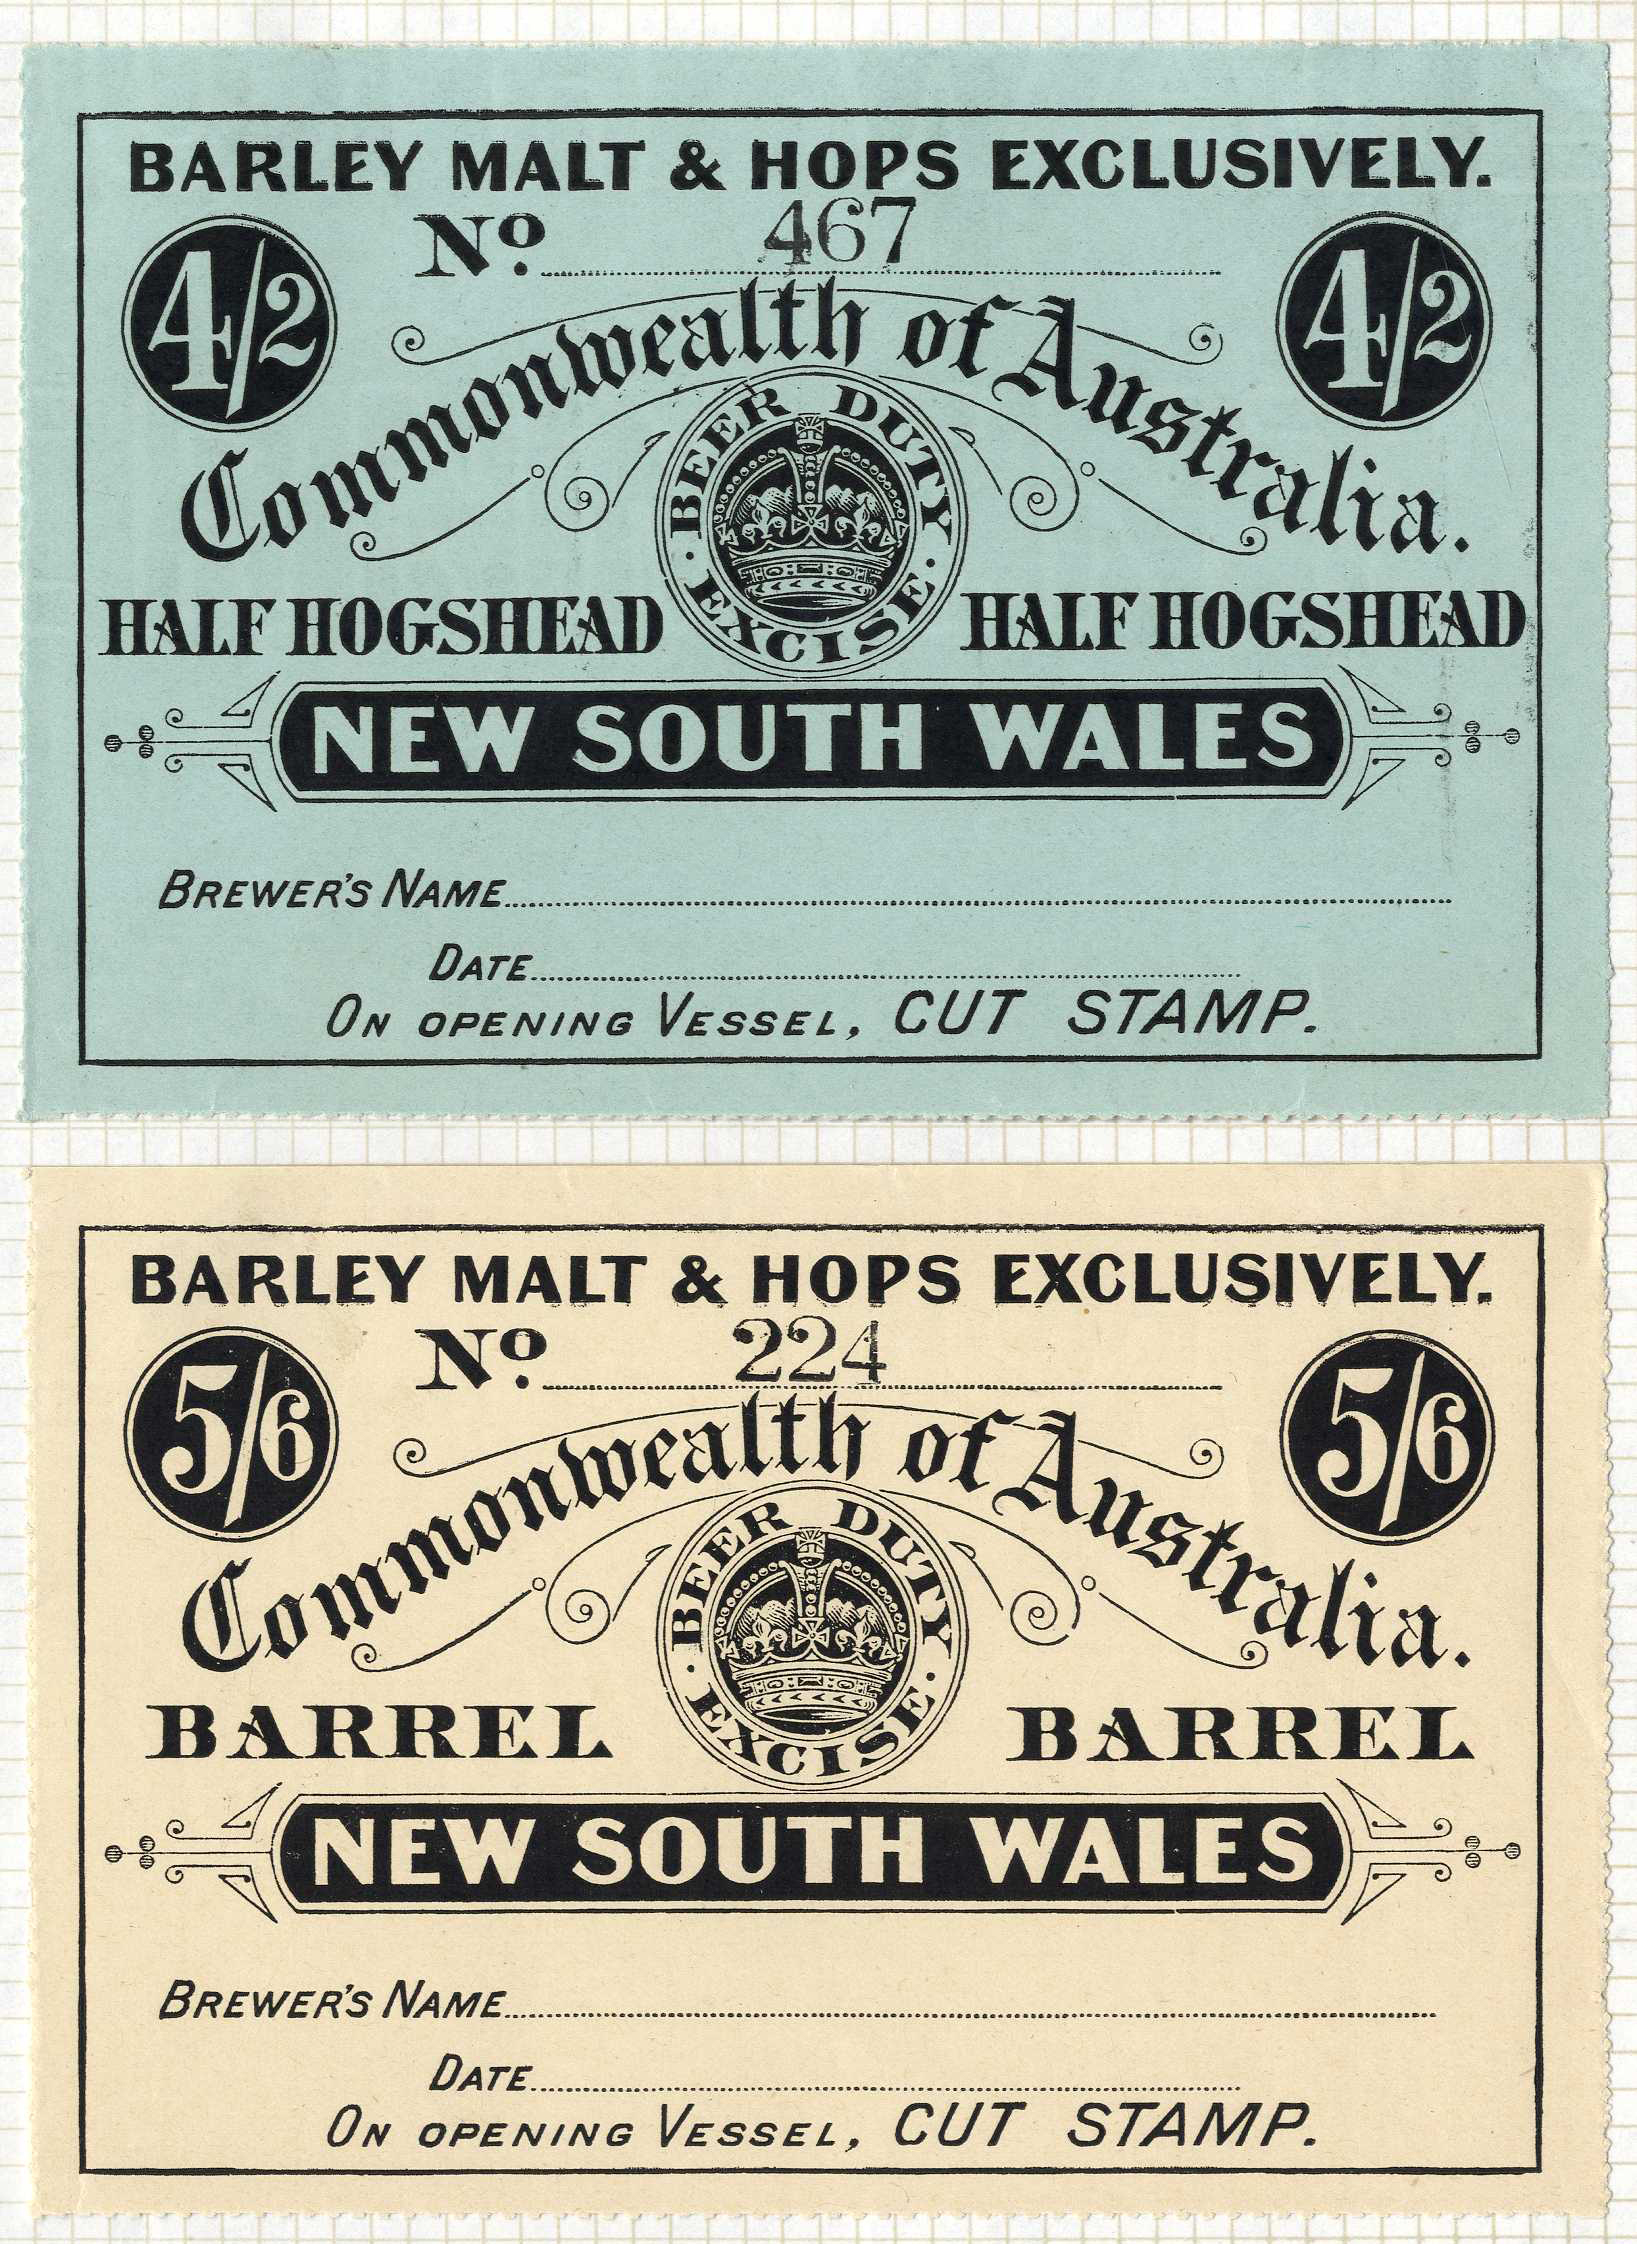 BARLEY MALT & HOPS EXCLUSIVELY.
4/2 No. 467 4/2
Commonwealth of Australia.
BEER DUTY · EXCISE ·
HALF HOGSHEAD HALF HOGSHEAD
NEW SOUTH WALES
BREWER'S NAME
DATE
ON OPENING VESSEL, CUT STAMP.
BARLEY MALT & HOPS EXCLUSIVELY.
5/6 No. 224 5/6
Commonwealth of Australia.
BEER DUTY · EXCISE ·
BARREL BARREL
NEW SOUTH WALES
BREWER'S NAME
DATE
ON OPENING VESSEL, CUT STAMP.